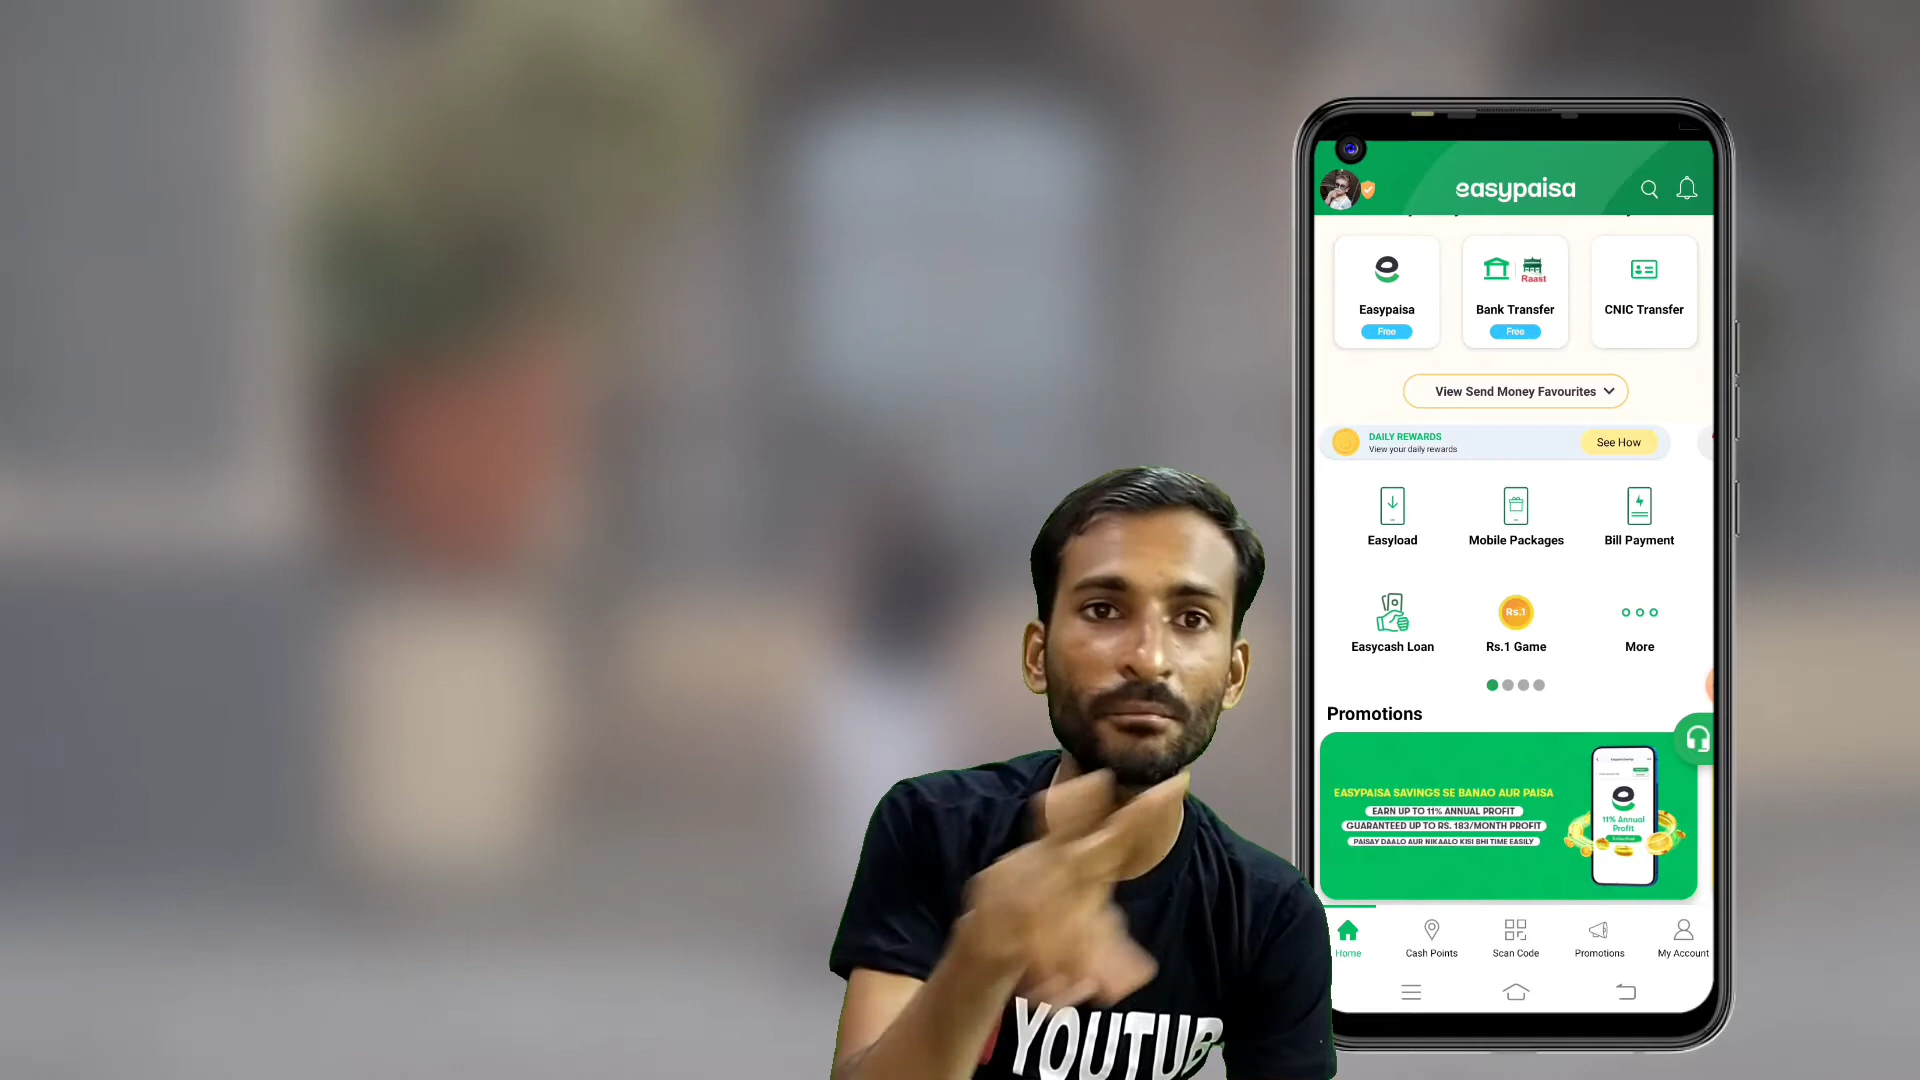 easypaisa
Raast
Easypaisa
Bank Transfer
CNIC Transfer
Free
Free
View Send Money Favourites
DAILY REWARDS
View your daily rewards
See How
Easyload
Mobile Packages
Bill Payment
Rs.1
Easycash Loan
Rs.1 Game
More
Promotions
EASYPAISA SAVINGS SE BANAO AUR PAISA
EARN UP TO 11% ANNUAL PROFIT
GUARANTEED UP TO RS. 183/MONTH PROFIT
PAISAY DAALO AUR NIKAALO KISI BHI TIME EASILY
11% Annual
Profit
Home
Cash Points
Scan Code
Promotions
My Account
YOUTUB